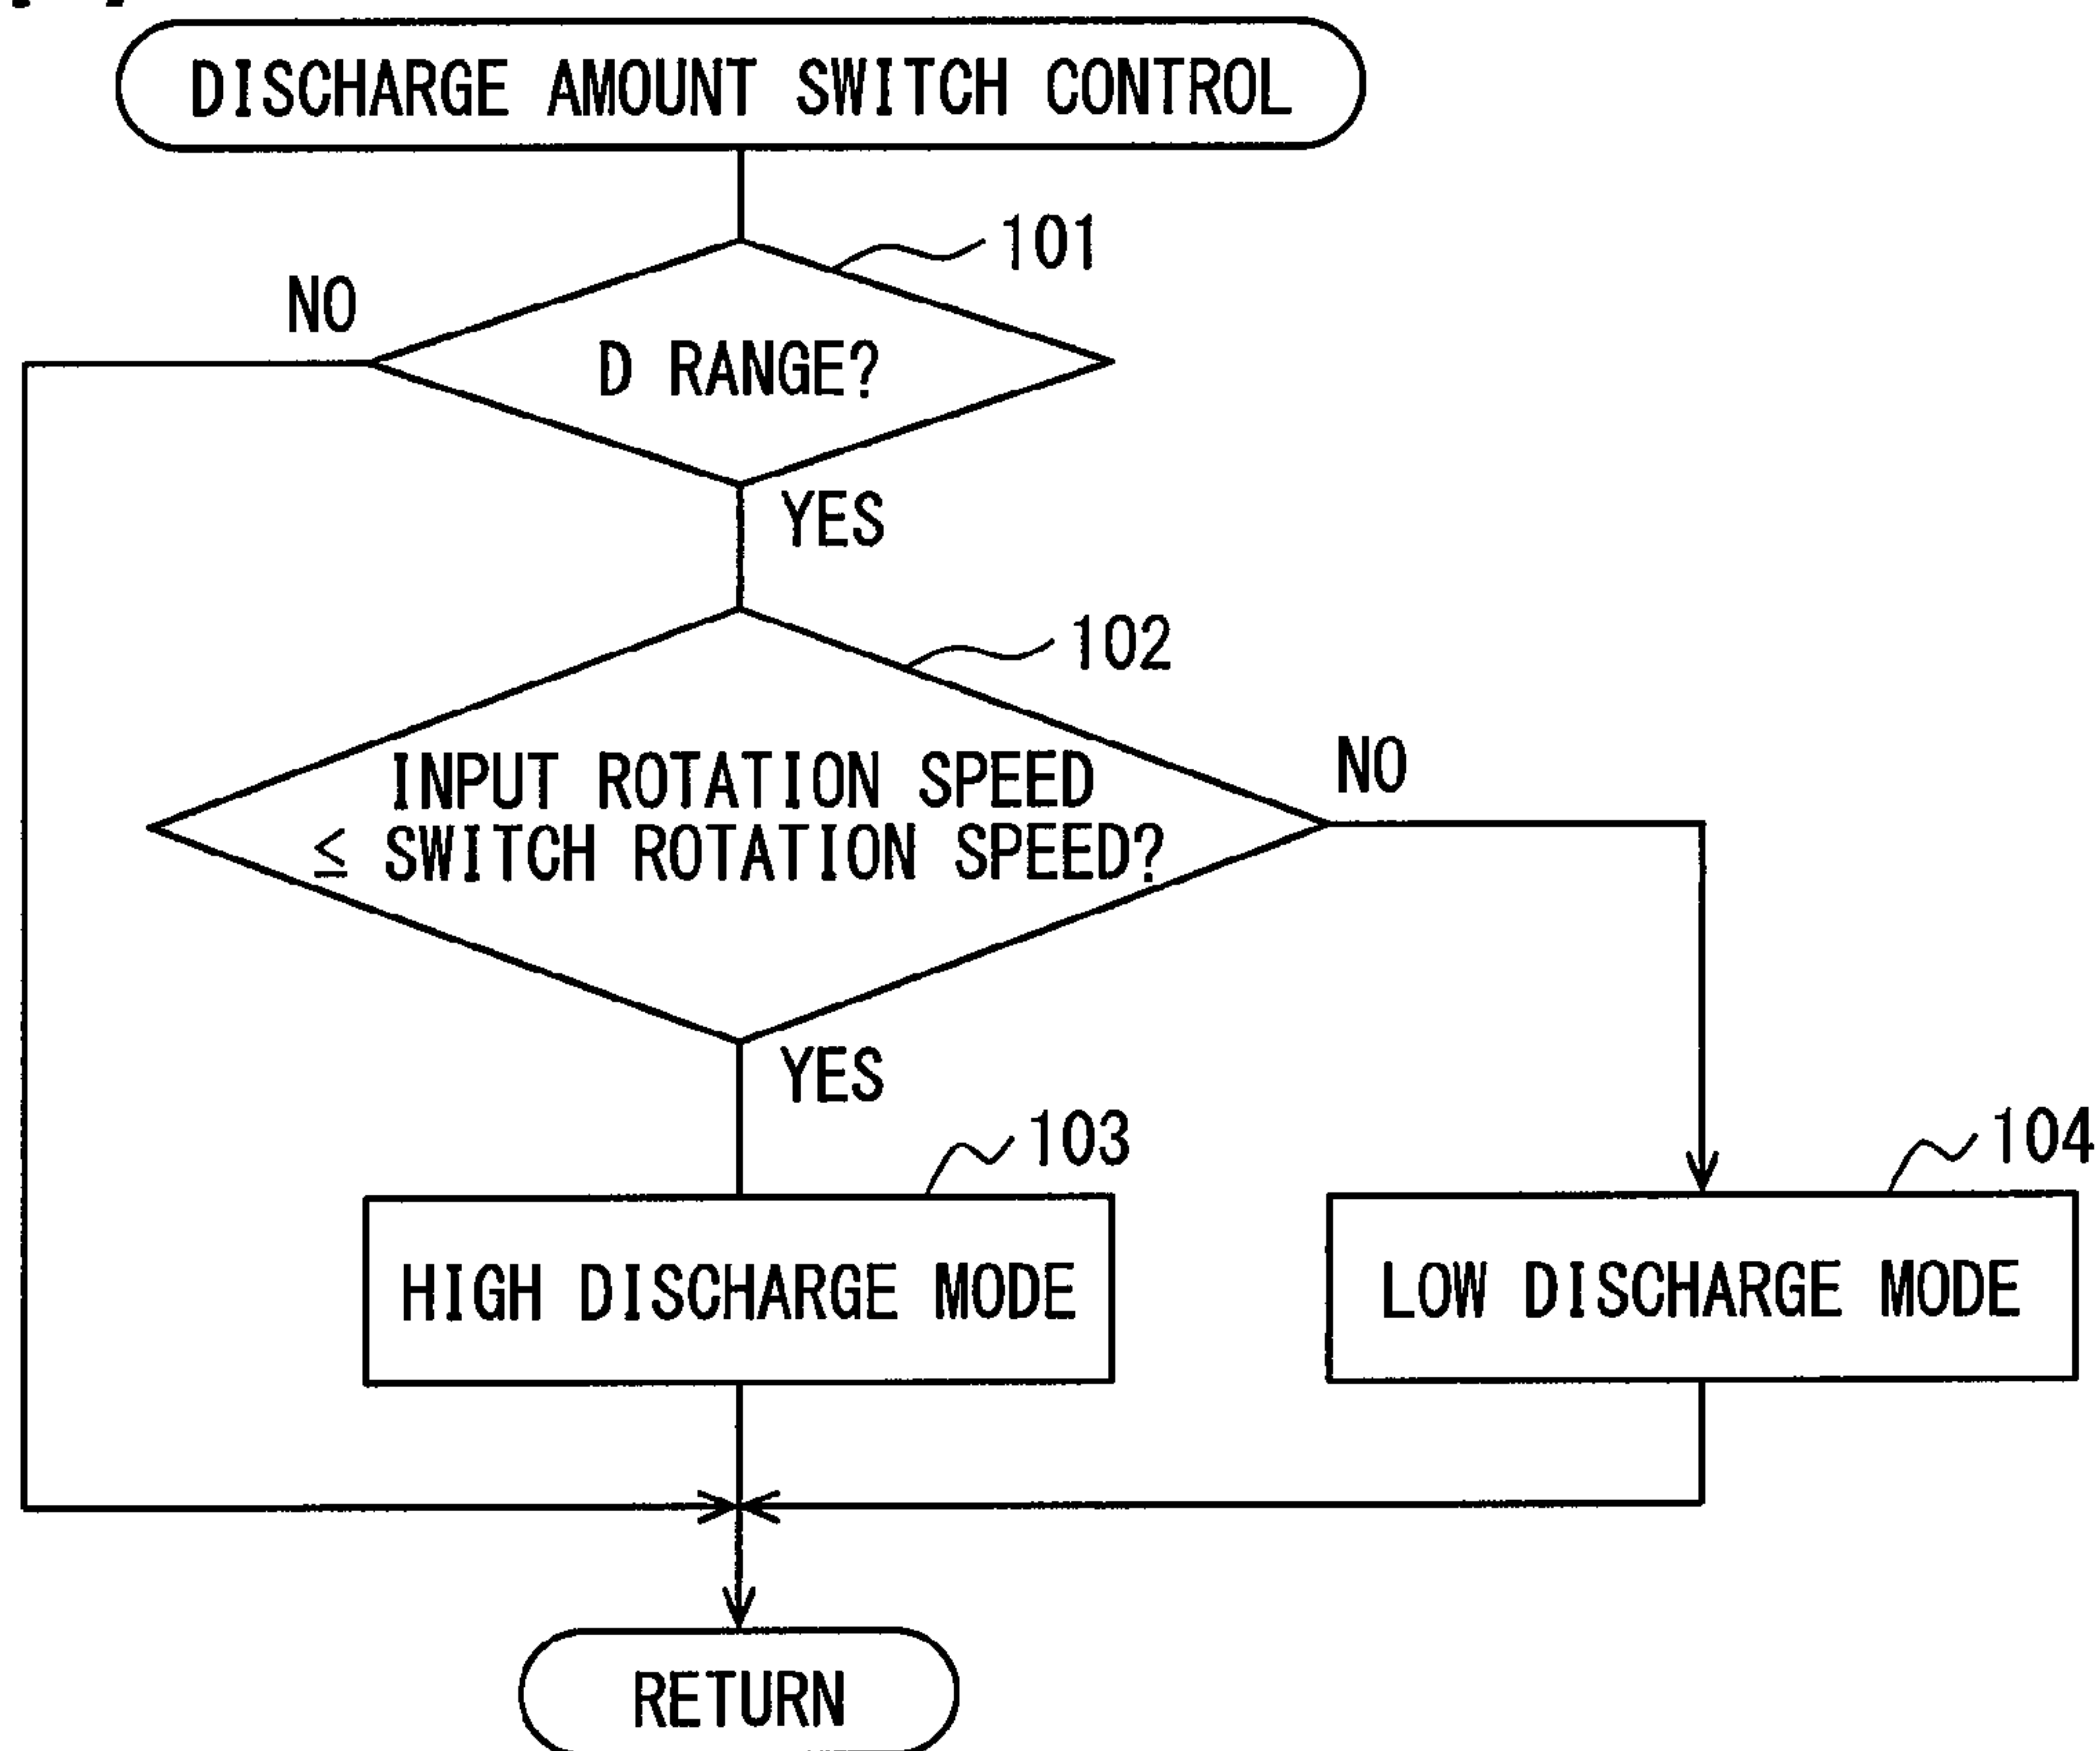 DISCHARGE AMOUNT SWITCH CONTROL
101
NO
D RANGE?
YES
102
INPUT ROTATION SPEED
≤ SWITCH ROTATION SPEED?
NO
YES
103
104
HIGH DISCHARGE MODE
LOW DISCHARGE MODE
RETURN